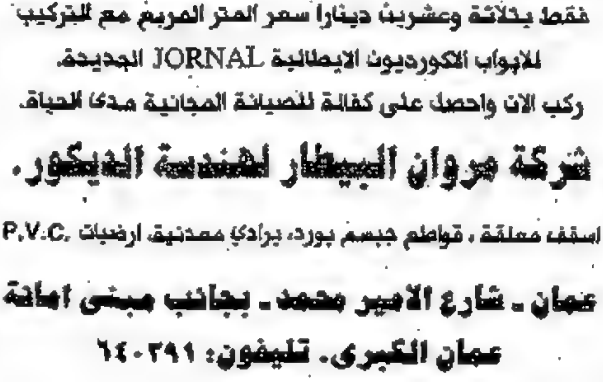 فقط بثلاثة وعشرين دينارا سعر المتر المربع مع التركيب
للابواب الاكورديون الايطالية JORNAL الجديدة.
ركب الان واحصل على كفالة للصيانة المجانية مدى الحياة.
شركة مروان البيطار لهندسة الديكور.
اسقف معلقة ، قواطع جبسم بورد، برادي معدنية، ارضيات P.V.C.
عمان ـ شارع الامير محمد ـ بجانب مبنى امانة
عمان الكبرى. تليفون: ٦٤٠٣٩١